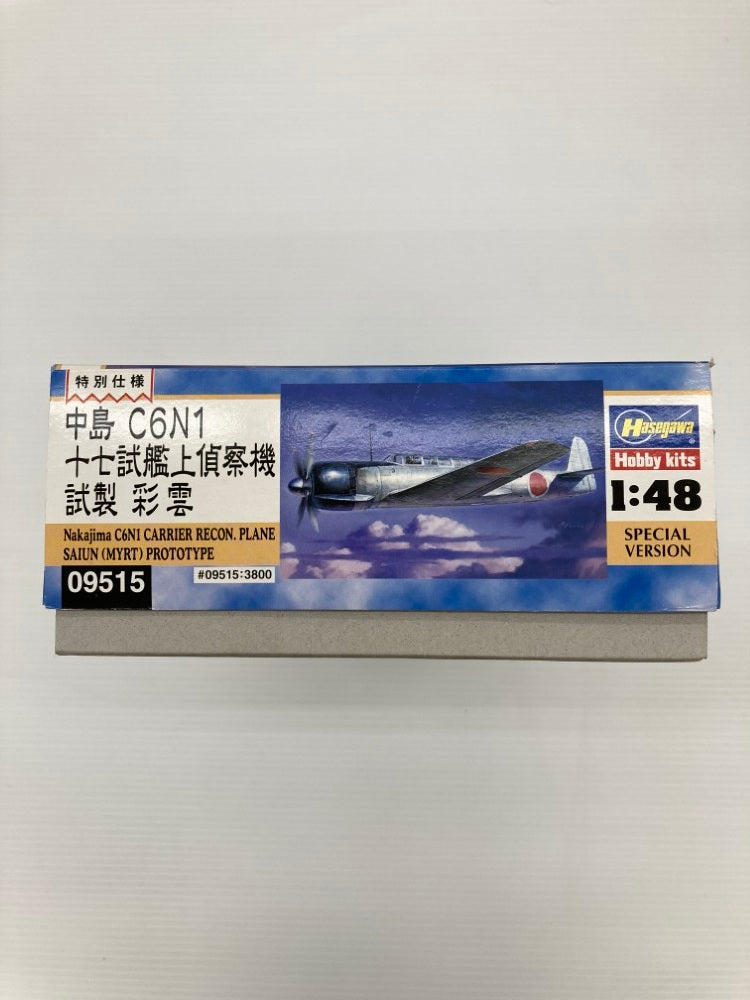 特別仕様
中島 C6N1
十七試艦上偵察機
試製 彩雲
Nakajima C6N1 CARRIER RECON. PLANE
SAIUN (MYRT) PROTOTYPE
09515
#09515:3800
Hasegawa
Hobby kits
1:48
SPECIAL
VERSION